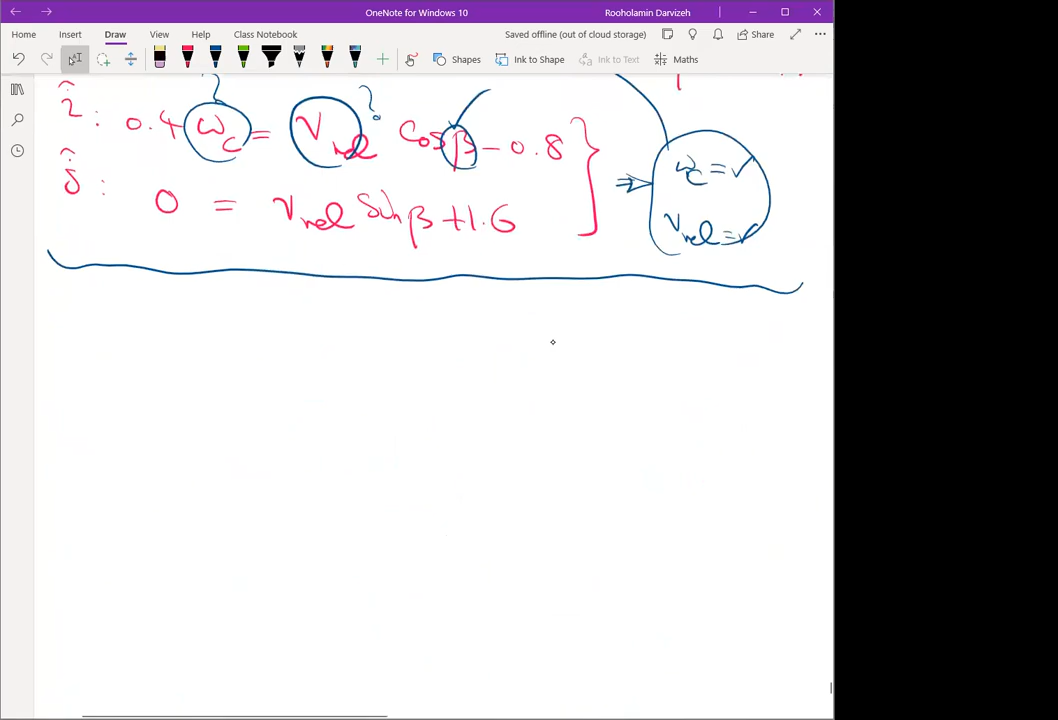 OneNote for Windows 10
Rooholamin Darvizeh
Home Insert Draw View Help Class Notebook
Saved offline (out of cloud storage)
Share
Ink to Shape Ink to Text Maths
Shapes
?
î : 0.4 ω_c = V_rel Cos β - 0.8
?
ĵ : 0 = V_rel Sin β + 1.6
⇒ ω_c = ✓
V_rel = ✓